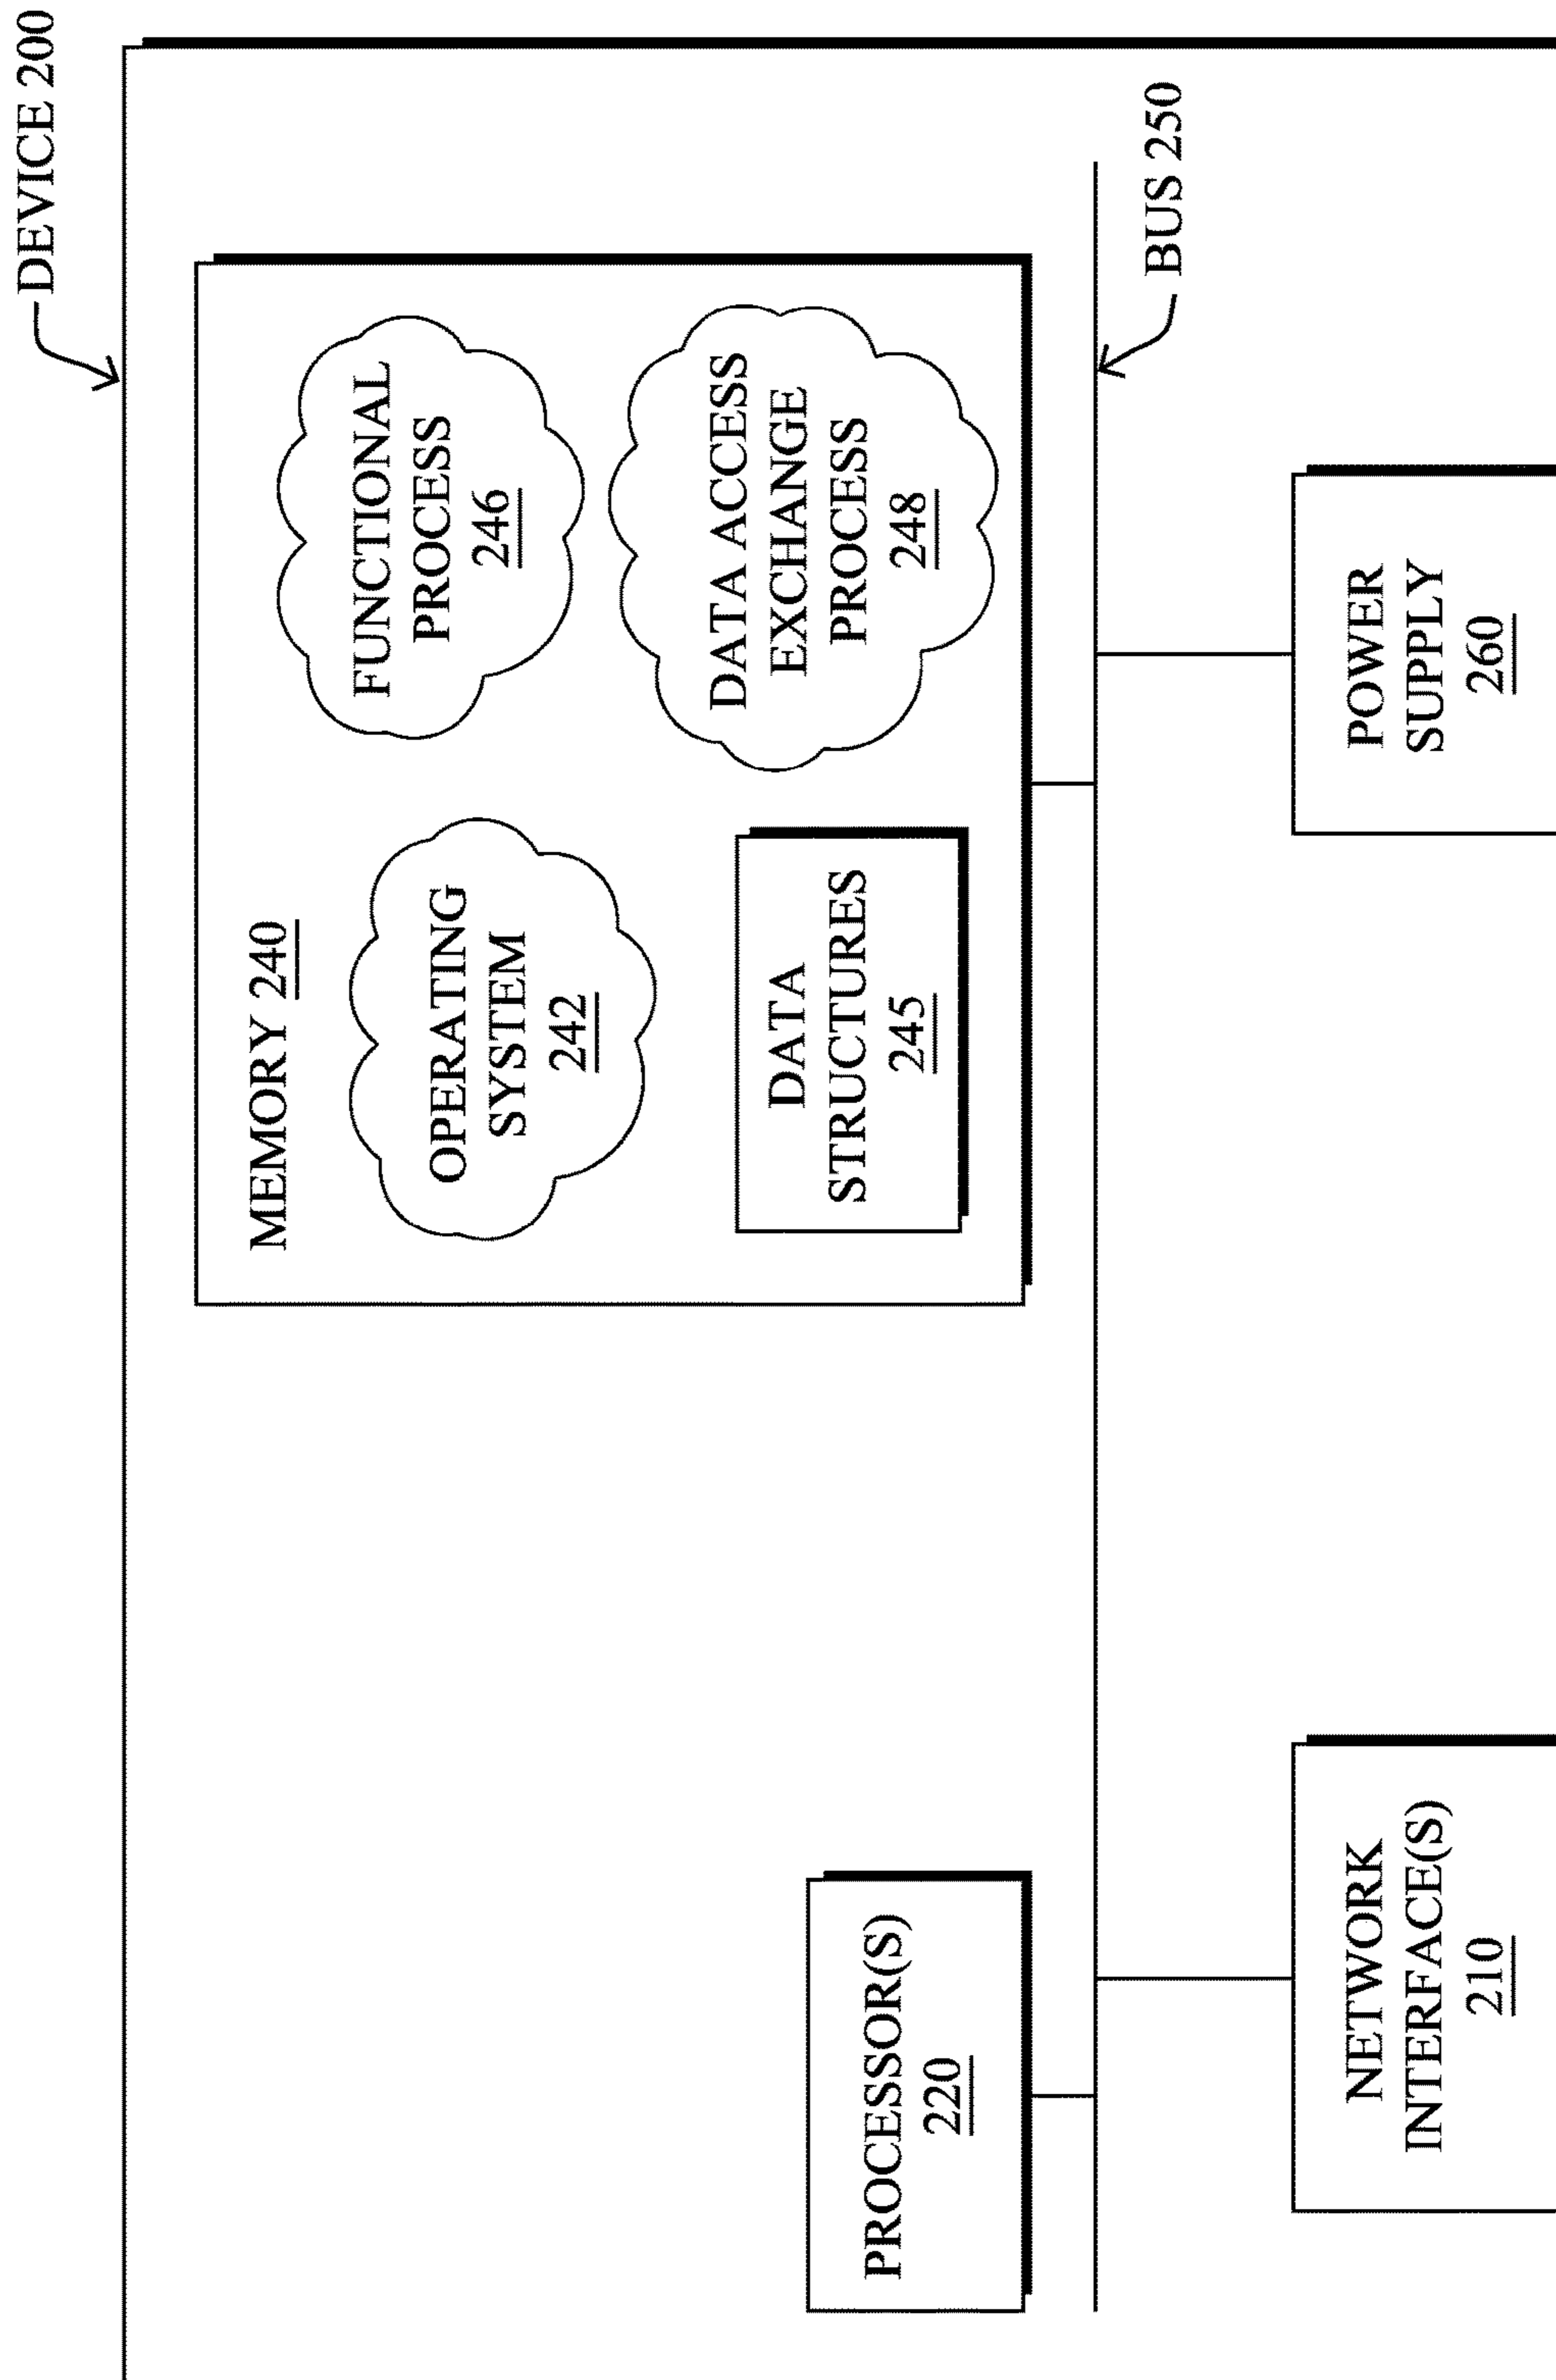 DEVICE 200
MEMORY 240
FUNCTIONAL
PROCESS
246
OPERATING
SYSTEM
242
DATA ACCESS
EXCHANGE
PROCESS
248
DATA
STRUCTURES
245
PROCESSOR(S)
220
BUS 250
NETWORK
INTERFACE(S)
210
POWER
SUPPLY
260